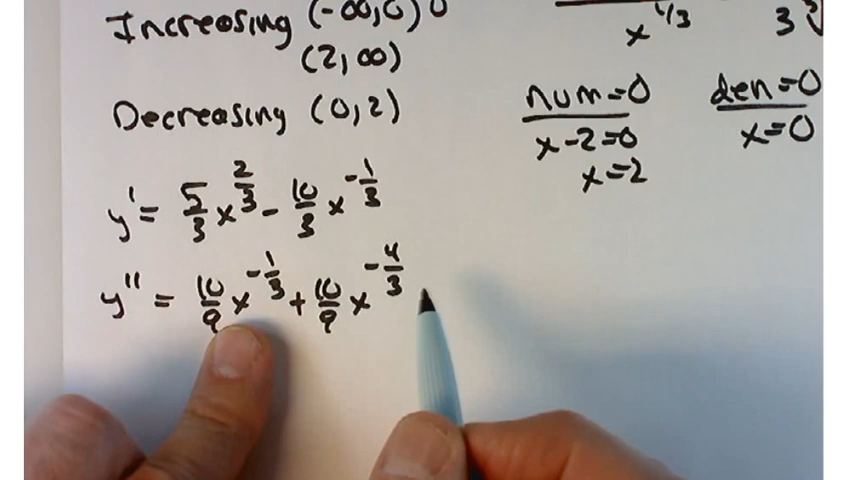 Increasing (-∞,0) U
(2,∞)
Decreasing (0,2)
y' = 5/3 x^(2/3) - 10/3 x^(-1/3)
y'' = 10/9 x^(-1/3) + 10/9 x^(-4/3)
x^(1/3)
3
num=0
x-2=0
x=2
den=0
x=0